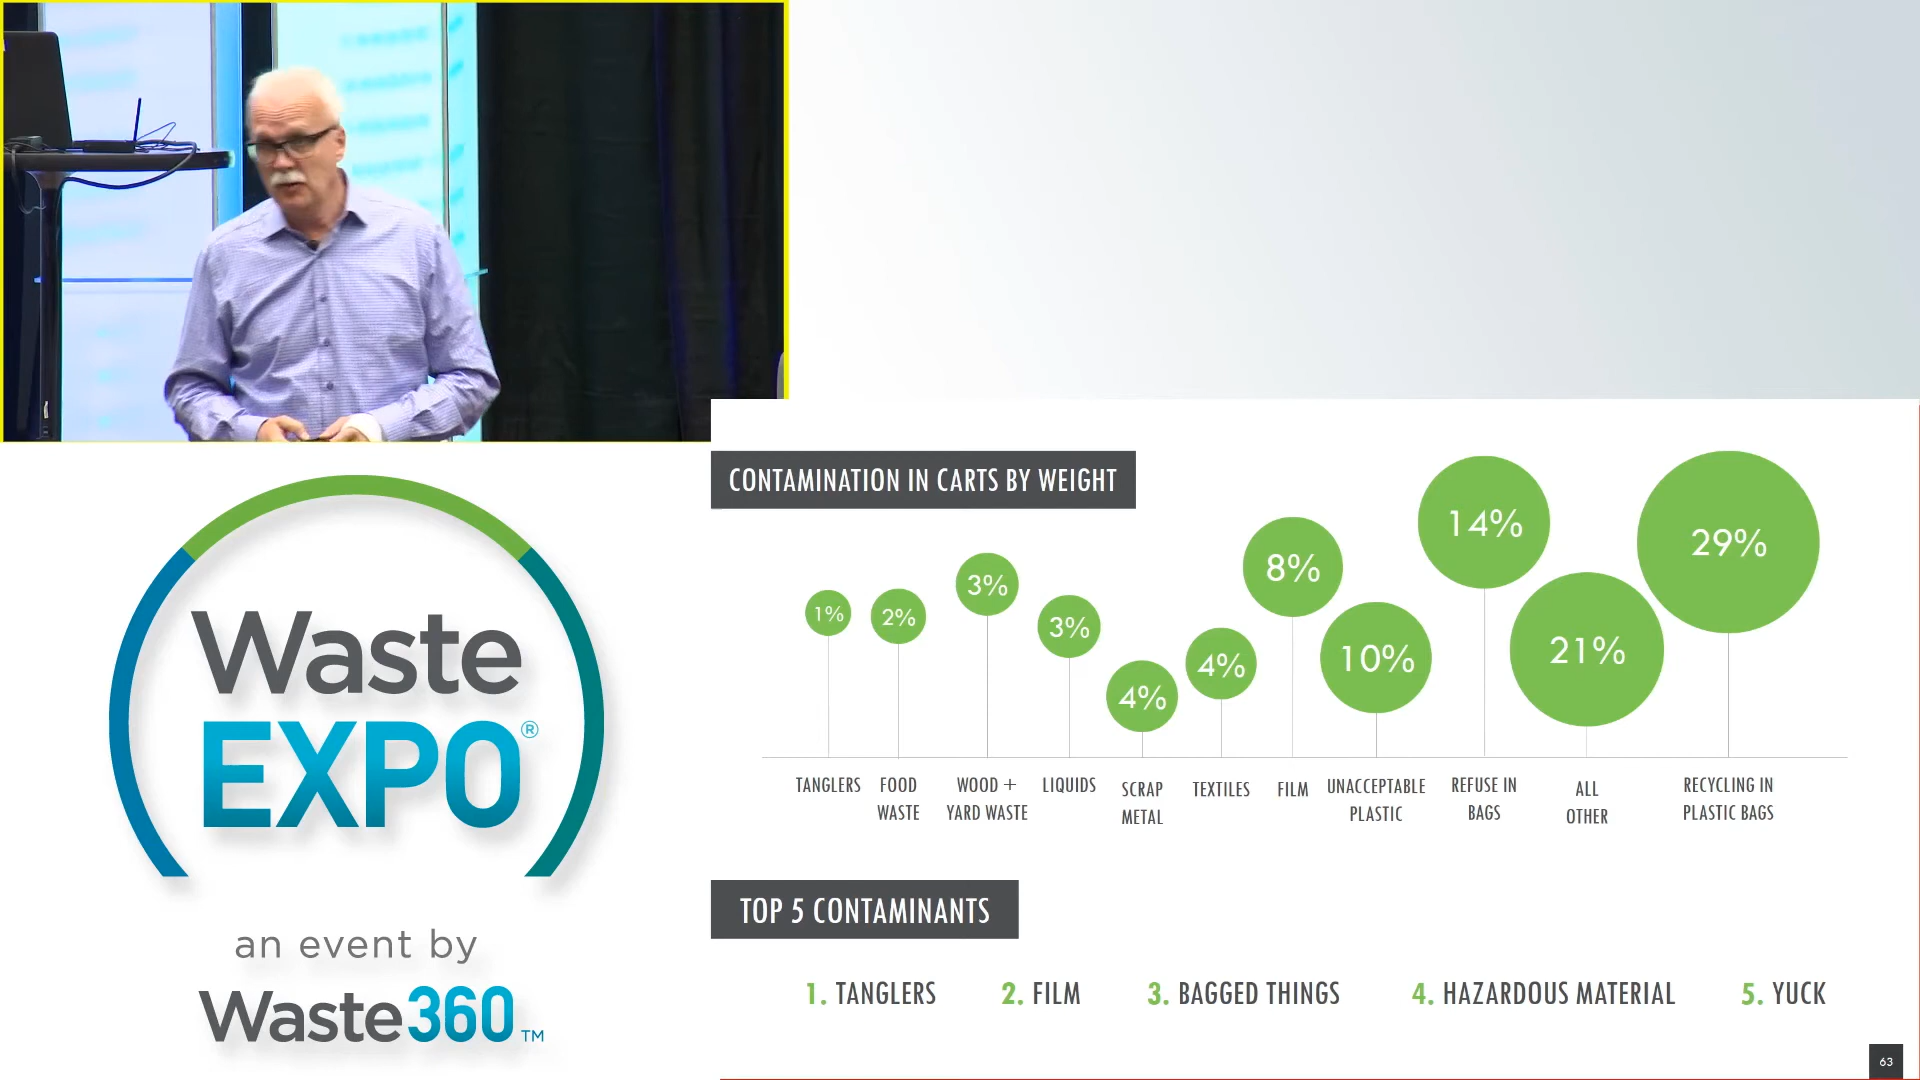 CONTAMINATION IN CARTS BY WEIGHT
1%
2%
3%
3%
4%
4%
8%
10%
14%
21%
29%
TANGLERS
FOOD
WASTE
WOOD +
YARD WASTE
LIQUIDS
SCRAP
METAL
TEXTILES
FILM
UNACCEPTABLE
PLASTIC
REFUSE IN
BAGS
ALL
OTHER
RECYCLING IN
PLASTIC BAGS
TOP 5 CONTAMINANTS
1. TANGLERS
2. FILM
3. BAGGED THINGS
4. HAZARDOUS MATERIAL
5. YUCK
63
Waste
EXPO®
an event by
Waste360™